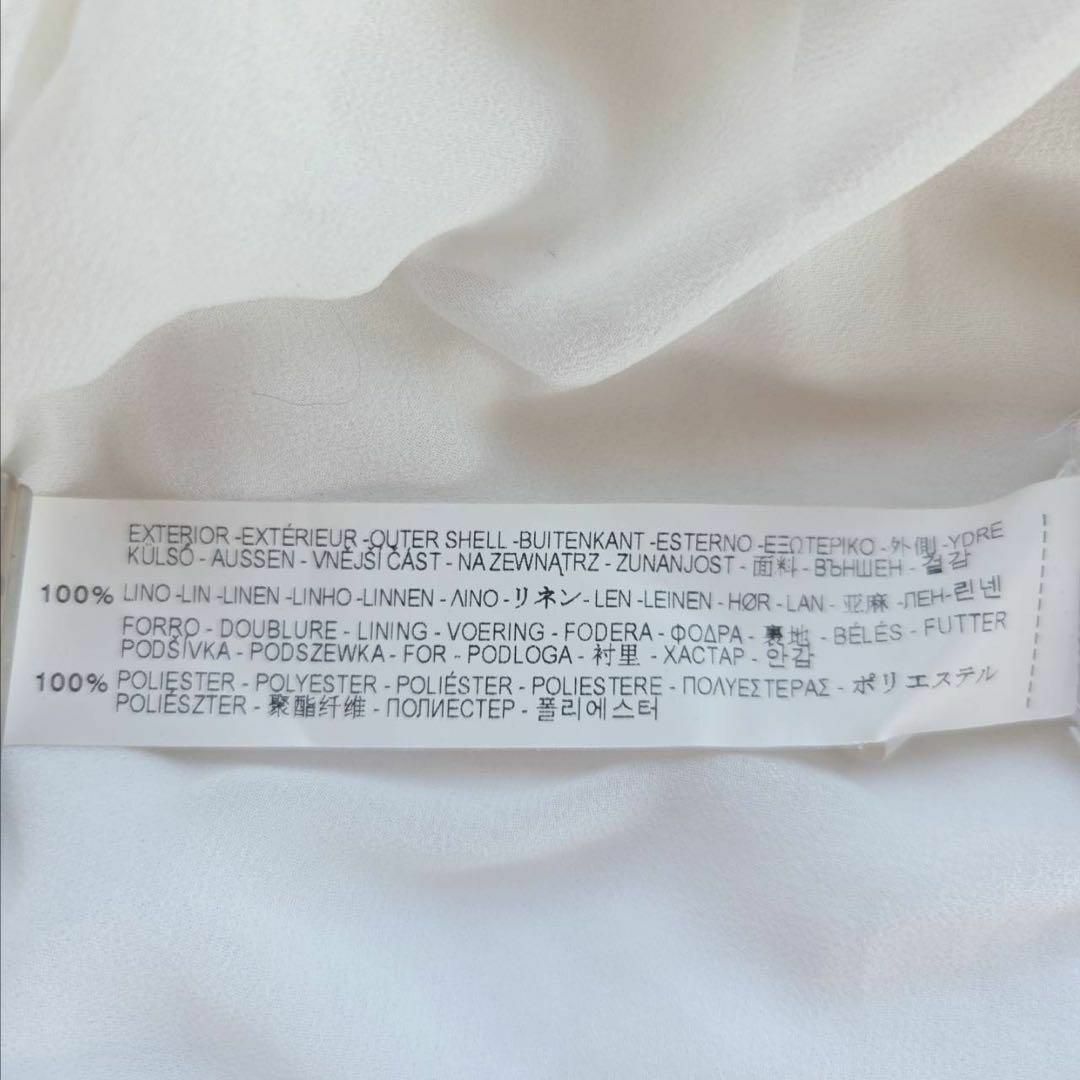 EXTERIOR -EXTÉRIEUR -OUTER SHELL -BUITENKANT -ESTERNO -ΕΞΩΤΕΡΙΚΟ - 外側 -YDRE
KÜLSŐ - AUSSEN - VNĚJŠÍ ČÁST - NA ZEWNĄTRZ - ZUNANJOST - 面料 - ВЪНШЕН - 겉감
100% LINO -LIN -LINEN -LINHO -LINNEN - ΛΙΝΟ - リネン - LEN -LEINEN - HØR - LAN - 亚麻 -ЛЕН-린넨
FORRO - DOUBLURE - LINING - VOERING - FODERA - ΦΟΔΡΑ - 裏地 - BÉLÉS - FUTTER
PODŠÍVKA - PODSZEWKA - FOR - PODLOGA - 衬里 - ХАСТАР - 안감
100% POLIESTER - POLYESTER - POLIÉSTER - POLIESTERE - ΠΟΛΥΕΣΤΕΡΑΣ - ポリエステル
POLIÉSZTER - 聚酯纤维 - ПОЛИЕСТЕР - 폴리에스터